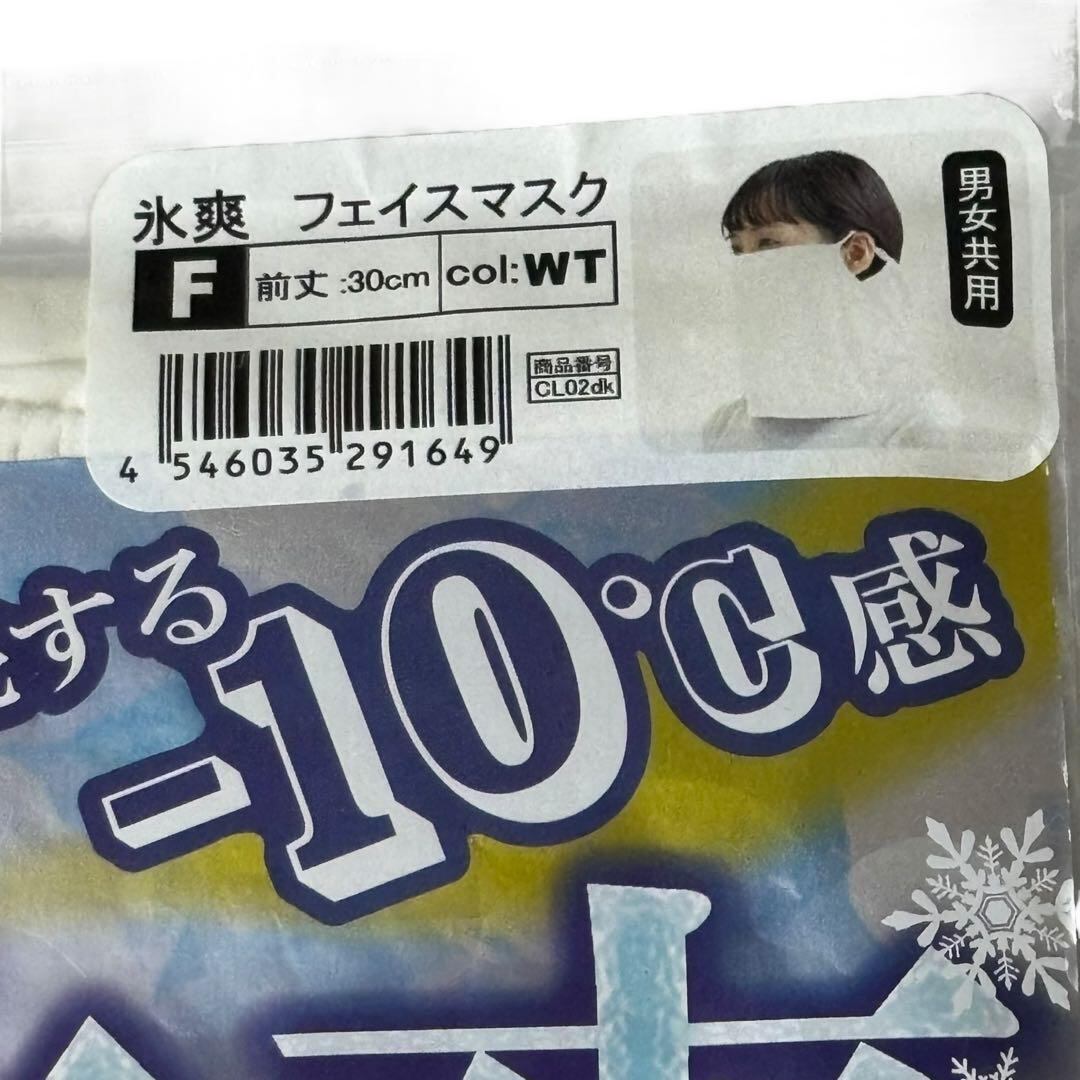 氷爽 フェイスマスク
F 前丈:30cm col:WT
男女共用
商品番号
CL02dk
4 546035 291649
する
-10℃感